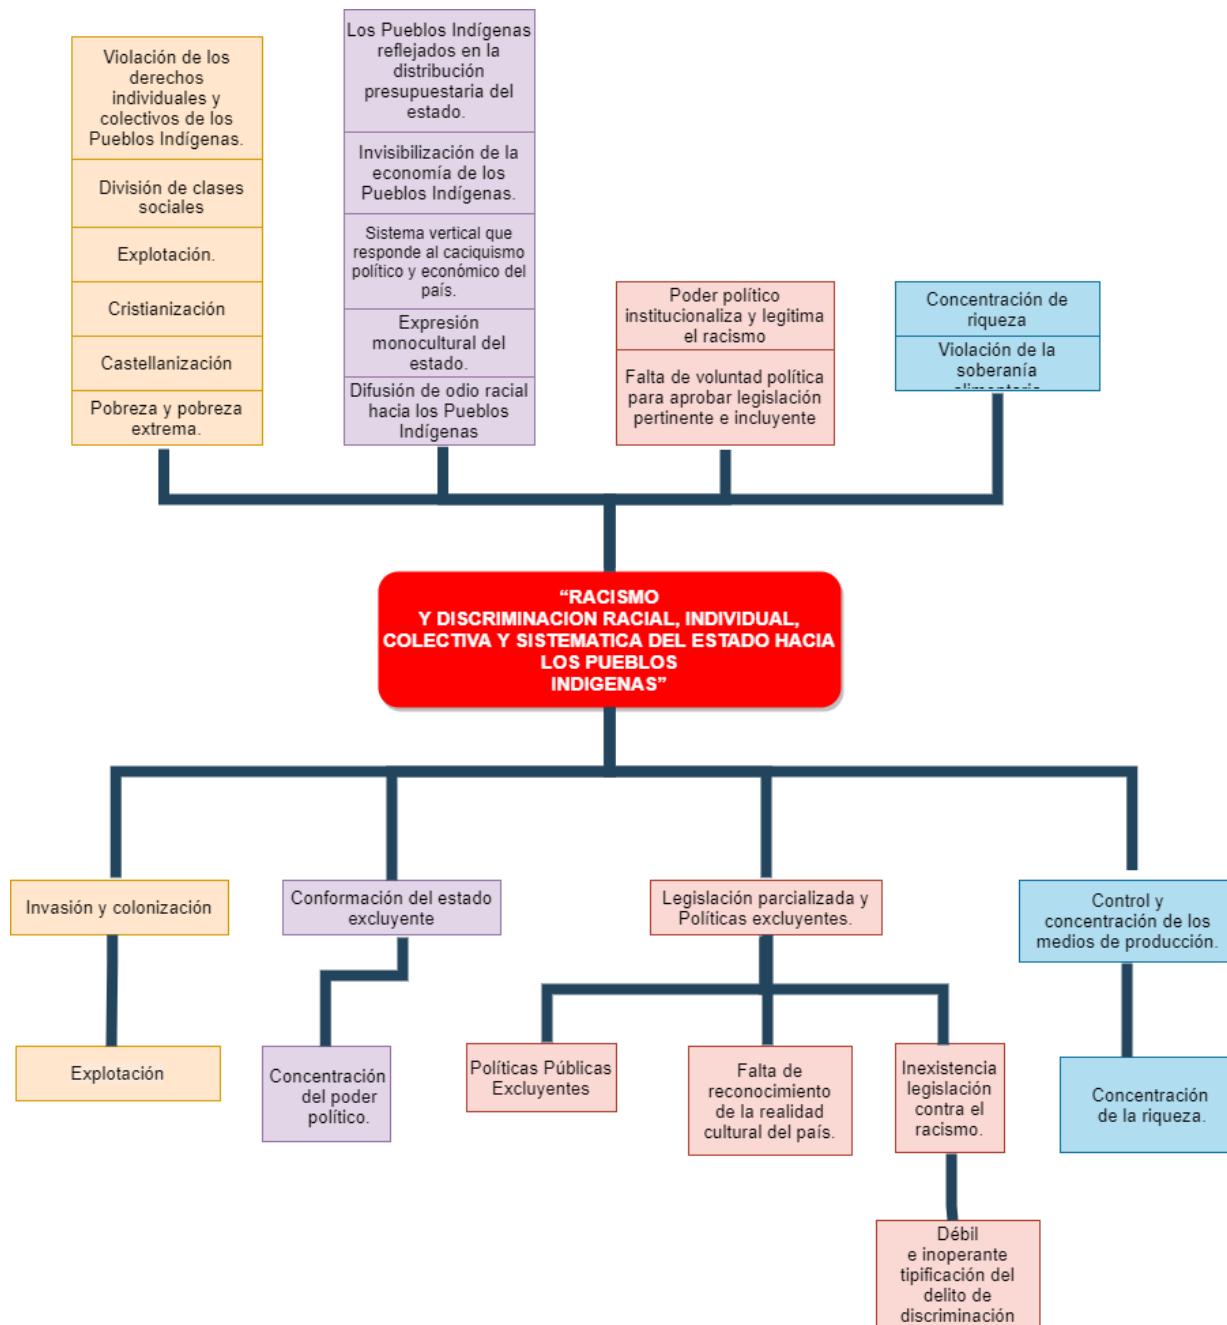 Violación de los
derechos
individuales y
colectivos de los
Pueblos Indígenas.
División de clases
sociales
Explotación.
Cristianización
Castellanización
Pobreza y pobreza
extrema.
Los Pueblos Indígenas
reflejados en la
distribución
presupuestaria del
estado.
Invisibilización de la
economía de los
Pueblos Indígenas.
Sistema vertical que
responde al caciquismo
político y económico del
país.
Expresión
monocultural del
estado.
Difusión de odio racial
hacia los Pueblos
Indígenas
Poder político
institucionaliza y legitima
el racismo
Falta de voluntad política
para aprobar legislación
pertinente e incluyente
Concentración de
riqueza
Violación de la
soberanía
alimentaria
“RACISMO
Y DISCRIMINACION RACIAL, INDIVIDUAL,
COLECTIVA Y SISTEMATICA DEL ESTADO HACIA
LOS PUEBLOS
INDIGENAS”
Invasión y colonización
Conformación del estado
excluyente
Legislación parcializada y
Políticas excluyentes.
Control y
concentración de los
medios de producción.
Explotación
Concentración
del poder
político.
Políticas Públicas
Excluyentes
Falta de
reconocimiento
de la realidad
cultural del país.
Inexistencia
legislación
contra el
racismo.
Concentración
de la riqueza.
Débil
e inoperante
tipificación del
delito de
discriminación